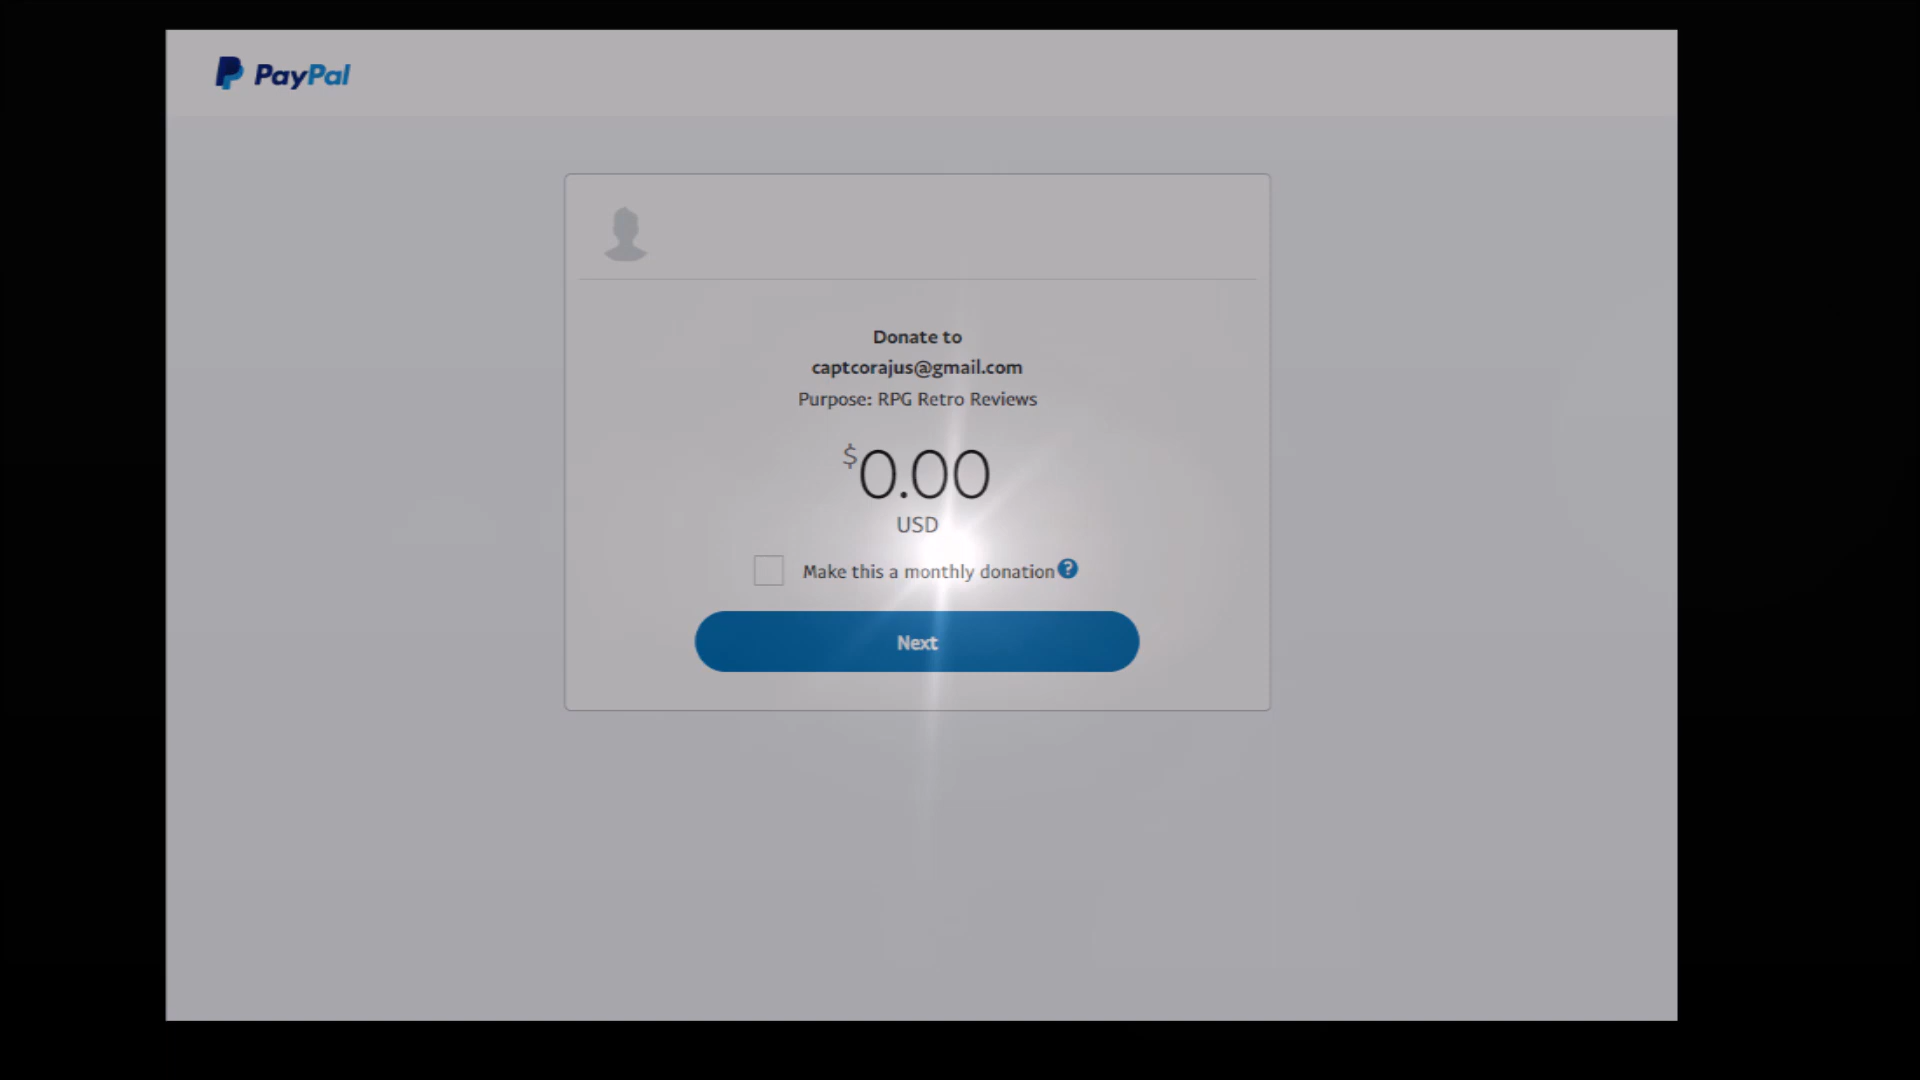 PayPal
Donate to
captcorajus@gmail.com
Purpose: RPG Retro Reviews
$0.00
USD
Make this a monthly donation ?
Next